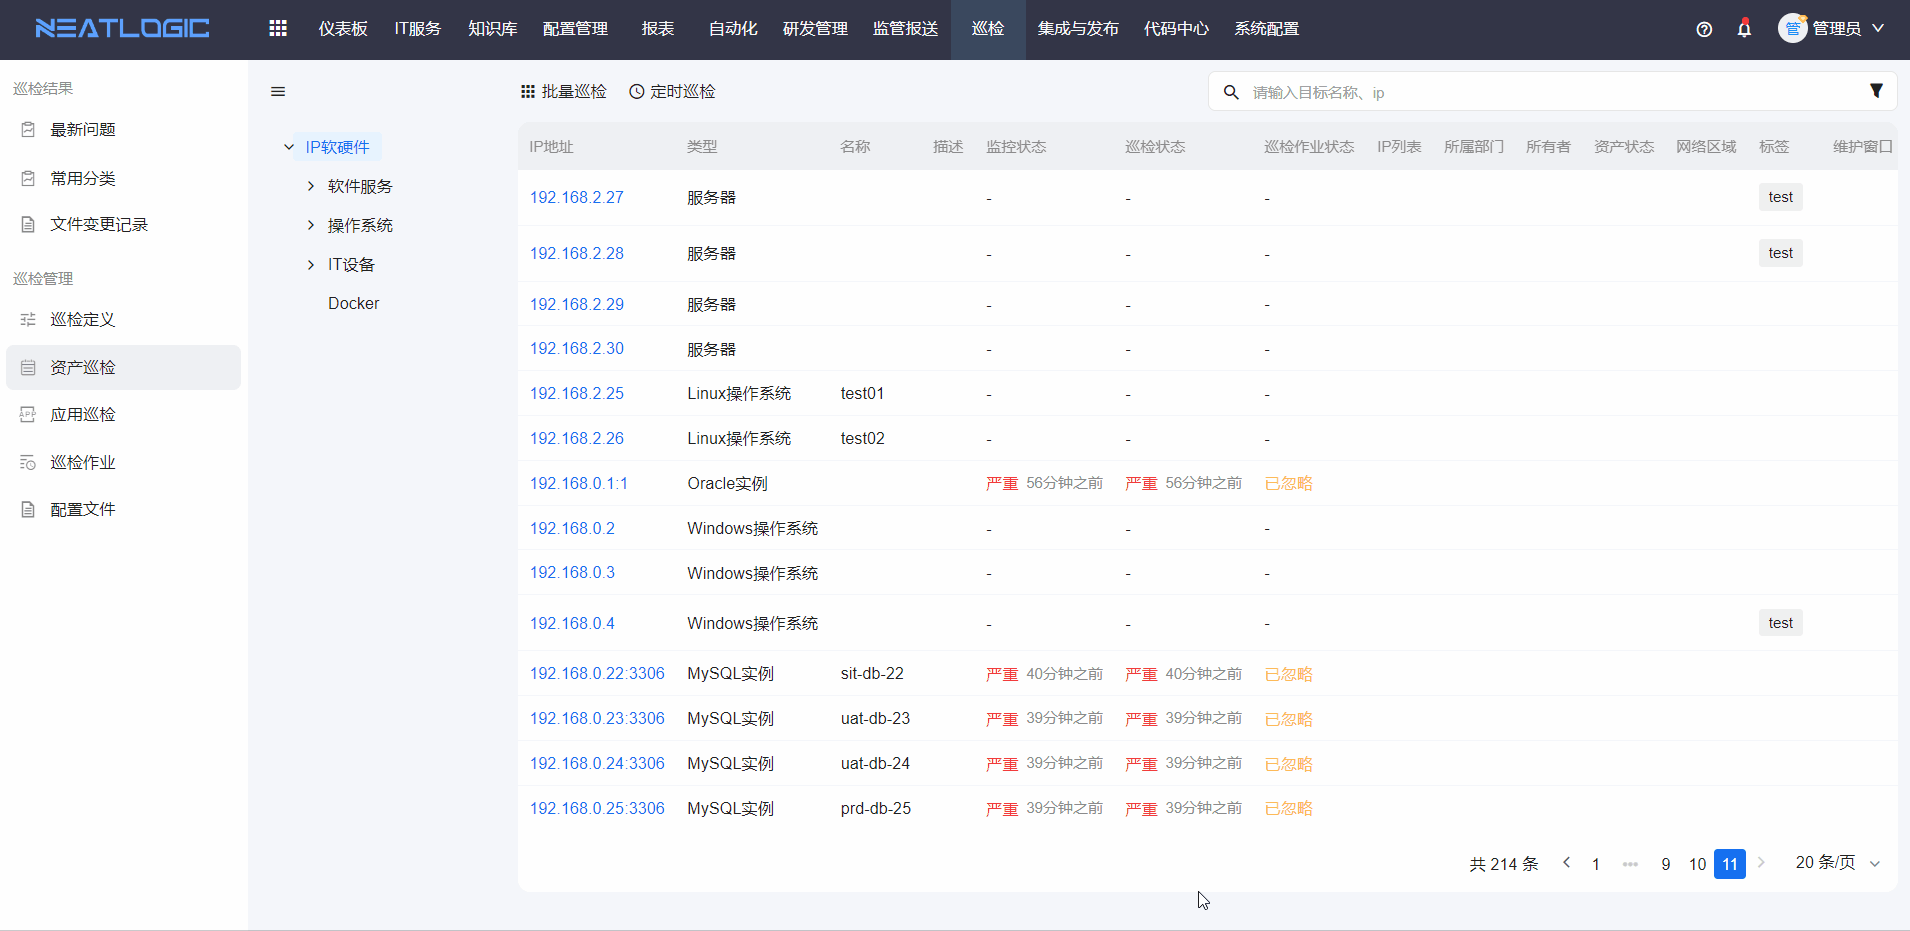 NEATLOGIC
仪表板 IT服务 知识库 配置管理 报表 自动化 研发管理 监管报送 巡检 集成与发布 代码中心 系统配置
管 管理员
巡检结果
最新问题
常用分类
文件变更记录
巡检管理
巡检定义
资产巡检
应用巡检
巡检作业
配置文件
IP软硬件
软件服务
操作系统
IT设备
Docker
批量巡检 定时巡检
请输入目标名称、ip
IP地址 类型 名称 描述 监控状态 巡检状态 巡检作业状态 IP列表 所属部门 所有者 资产状态 网络区域 标签 维护窗口
192.168.2.27 服务器 - - - test
192.168.2.28 服务器 - - - test
192.168.2.29 服务器 - - -
192.168.2.30 服务器 - - -
192.168.2.25 Linux操作系统 test01 - - -
192.168.2.26 Linux操作系统 test02 - - -
192.168.0.1:1 Oracle实例 严重 56分钟之前 严重 56分钟之前 已忽略
192.168.0.2 Windows操作系统 - - -
192.168.0.3 Windows操作系统 - - -
192.168.0.4 Windows操作系统 - - - test
192.168.0.22:3306 MySQL实例 sit-db-22 严重 40分钟之前 严重 40分钟之前 已忽略
192.168.0.23:3306 MySQL实例 uat-db-23 严重 39分钟之前 严重 39分钟之前 已忽略
192.168.0.24:3306 MySQL实例 uat-db-24 严重 39分钟之前 严重 39分钟之前 已忽略
192.168.0.25:3306 MySQL实例 prd-db-25 严重 39分钟之前 严重 39分钟之前 已忽略
共 214 条 1 ••• 9 10 11 20 条/页